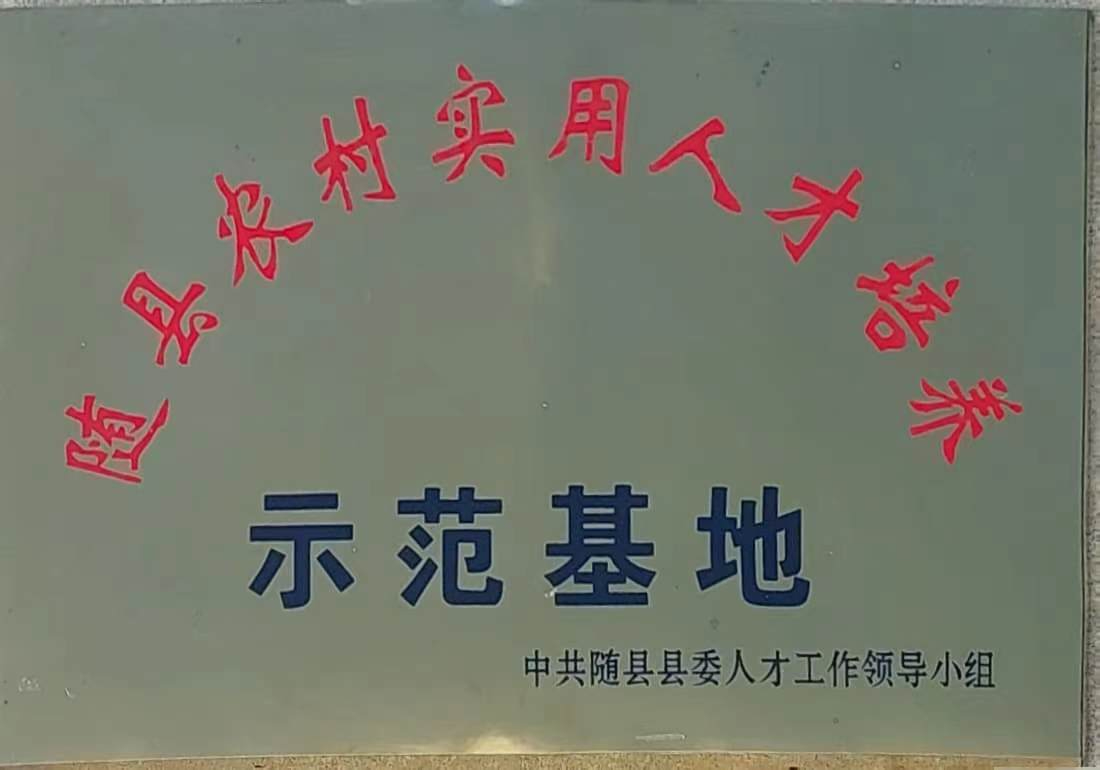 随县农村实用人才培养
示范基地
中共随县县委人才工作领导小组